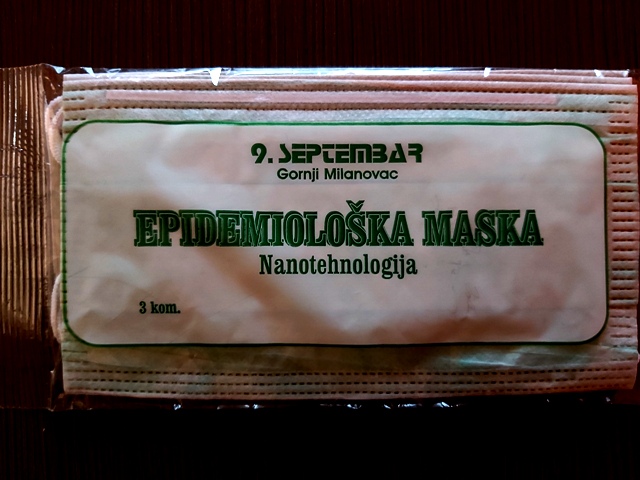 9. SEPTEMBAR
Gornji Milanovac
EPIDEMIOLOŠKA MASKA
Nanotehnologija
3 kom.